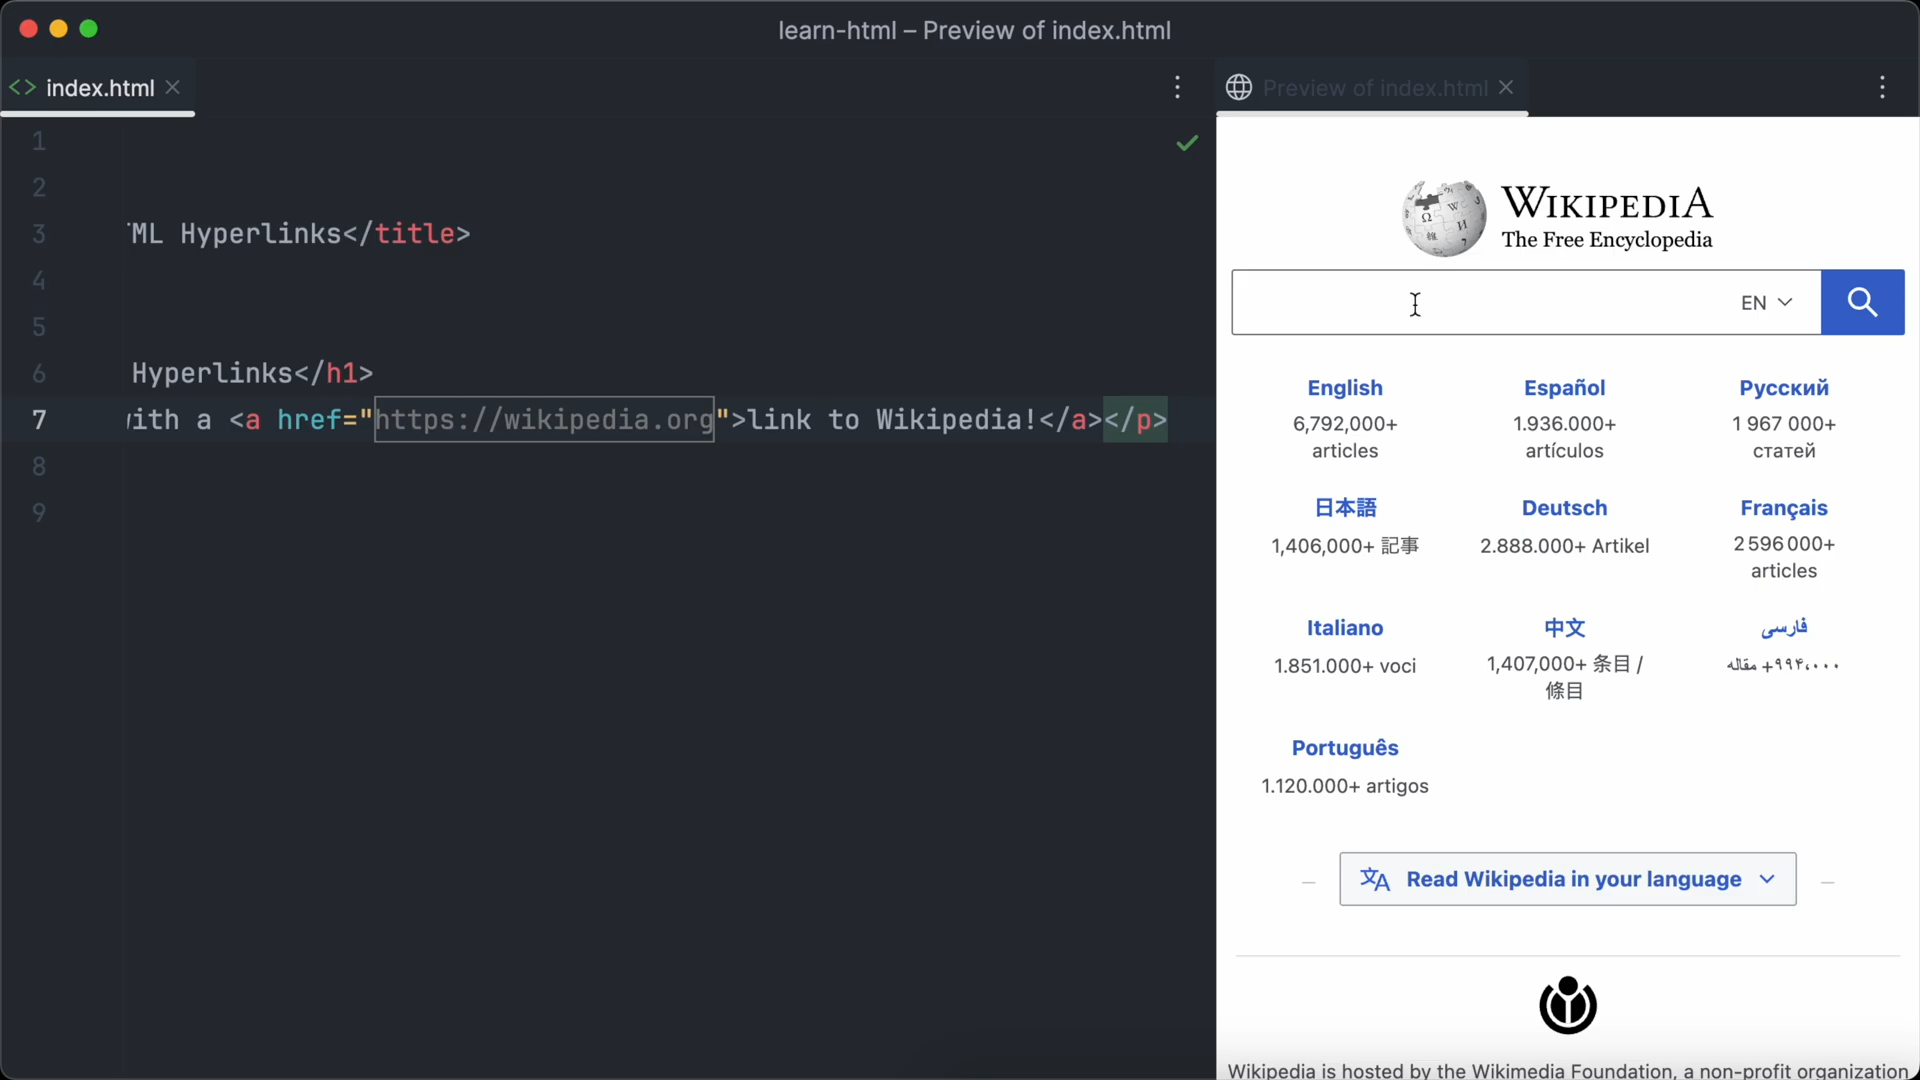 learn-html – Preview of index.html
index.html
Preview of index.html
1
2
3 ML Hyperlinks</title>
4
5
6 Hyperlinks</h1>
7 with a <a href="https://wikipedia.org">link to Wikipedia!</a></p>
8
9
WIKIPEDIA
The Free Encyclopedia
EN
English
6,792,000+
articles
Español
1.936.000+
artículos
Русский
1 967 000+
статей
日本語
1,406,000+ 記事
Deutsch
2.888.000+ Artikel
Français
2 596 000+
articles
Italiano
1.851.000+ voci
中文
1,407,000+ 条目 /
條目
فارسی
۹۹۴٬۰۰۰+ مقاله
Português
1.120.000+ artigos
Read Wikipedia in your language
Wikipedia is hosted by the Wikimedia Foundation, a non-profit organization